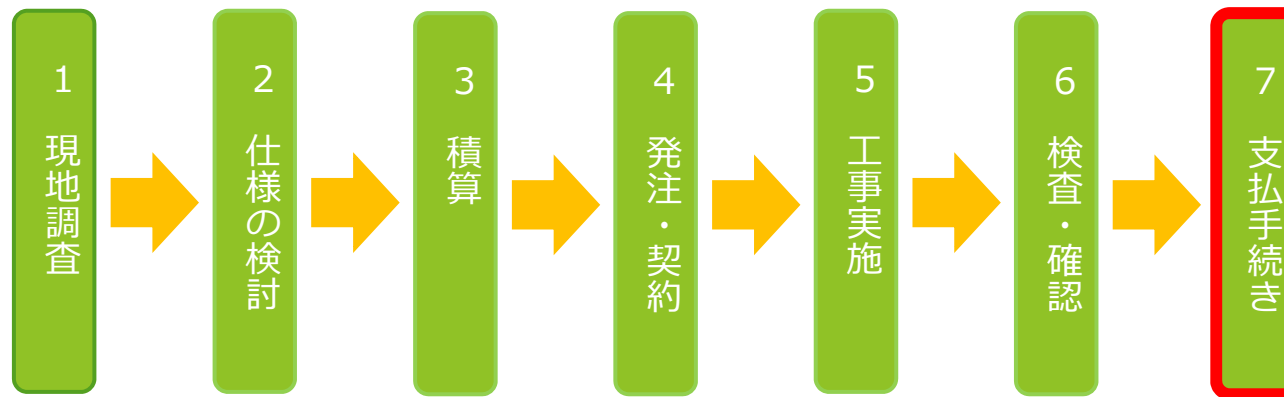 1 現地調査
2 仕様の検討
3 積算
4 発注・契約
5 工事実施
6 検査・確認
7 支払手続き